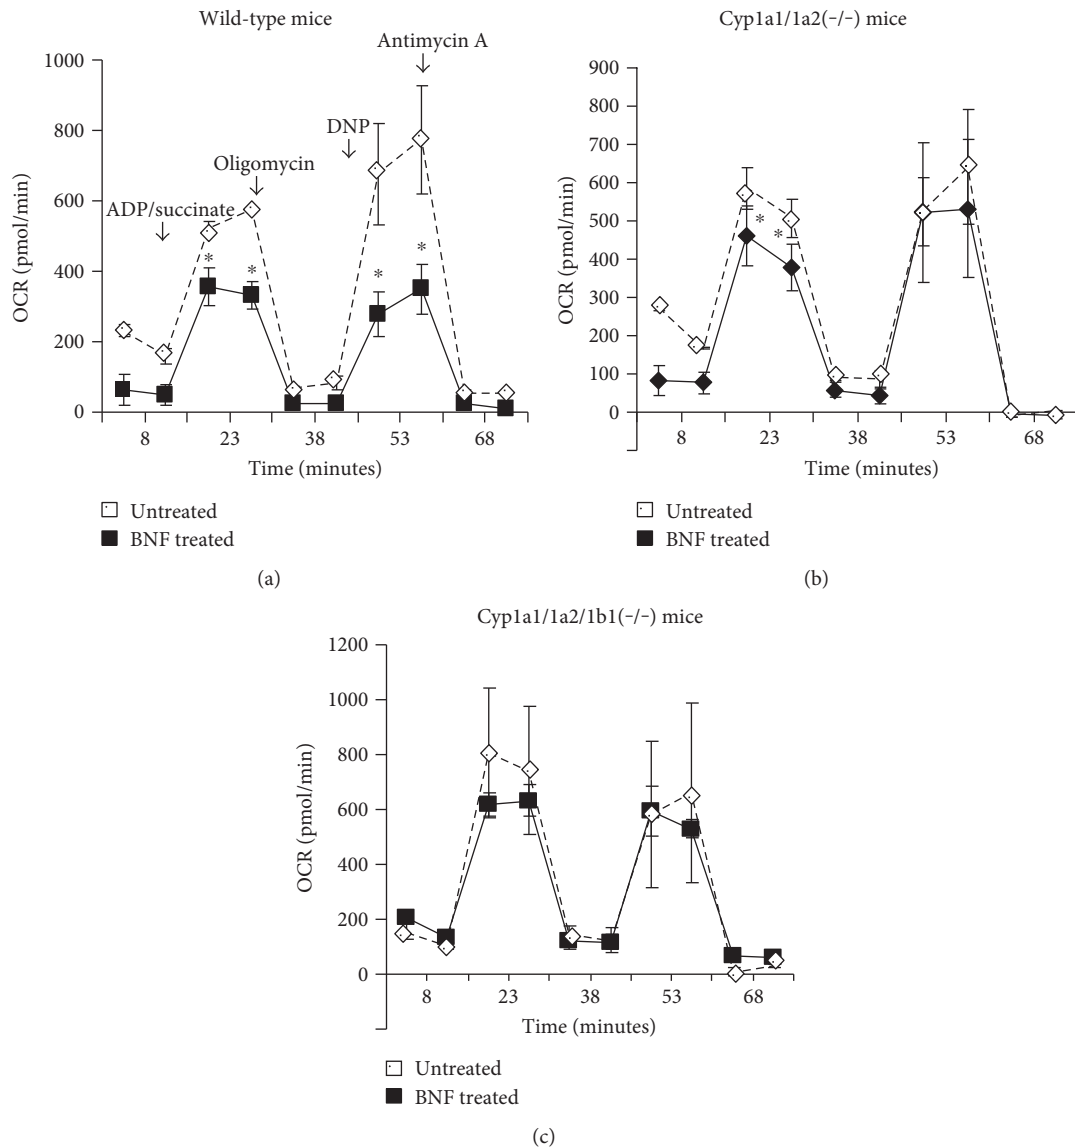 Wild-type mice
Antimycin A
DNP
Oligomycin
ADP/succinate
OCR (pmol/min)
1000
800
600
400
200
0
*
*
*
*
8
23
38
53
68
Time (minutes)
Untreated
BNF treated
(a)
Cyp1a1/1a2(-/-) mice
OCR (pmol/min)
900
800
700
600
500
400
300
200
100
0
*
*
8
23
38
53
68
Time (minutes)
Untreated
BNF treated
(b)
Cyp1a1/1a2/1b1(-/-) mice
OCR (pmol/min)
1200
1000
800
600
400
200
0
8
23
38
53
68
Time (minutes)
Untreated
BNF treated
(c)